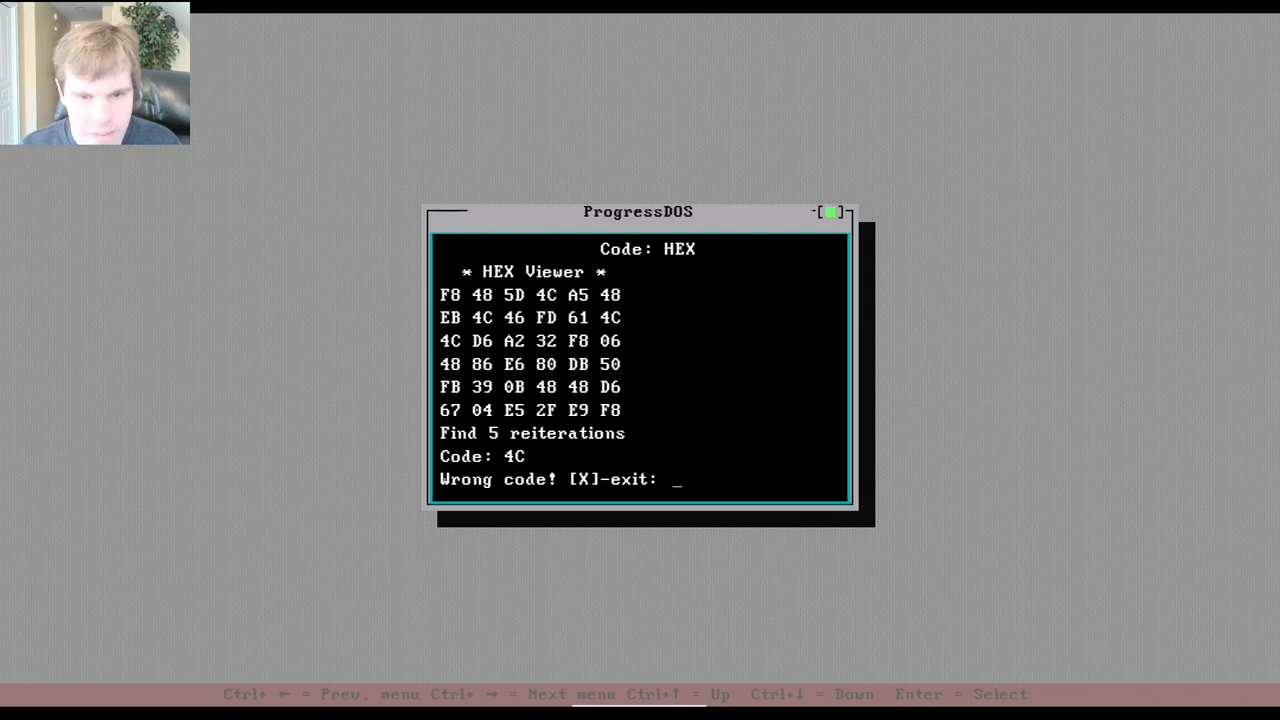 ProgressDOS
Code: HEX
* HEX Viewer *
F8 48 5D 4C A5 48
EB 4C 46 FD 61 4C
4C D6 A2 32 F8 06
48 86 E6 80 DB 50
FB 39 0B 48 48 D6
67 04 E5 2F E9 F8
Find 5 reiterations
Code: 4C
Wrong code! [X]-exit: _
Ctrl+ ← = Prev. menu Ctrl+ → = Next menu Ctrl+↑ = Up Ctrl+↓ = Down Enter = Select